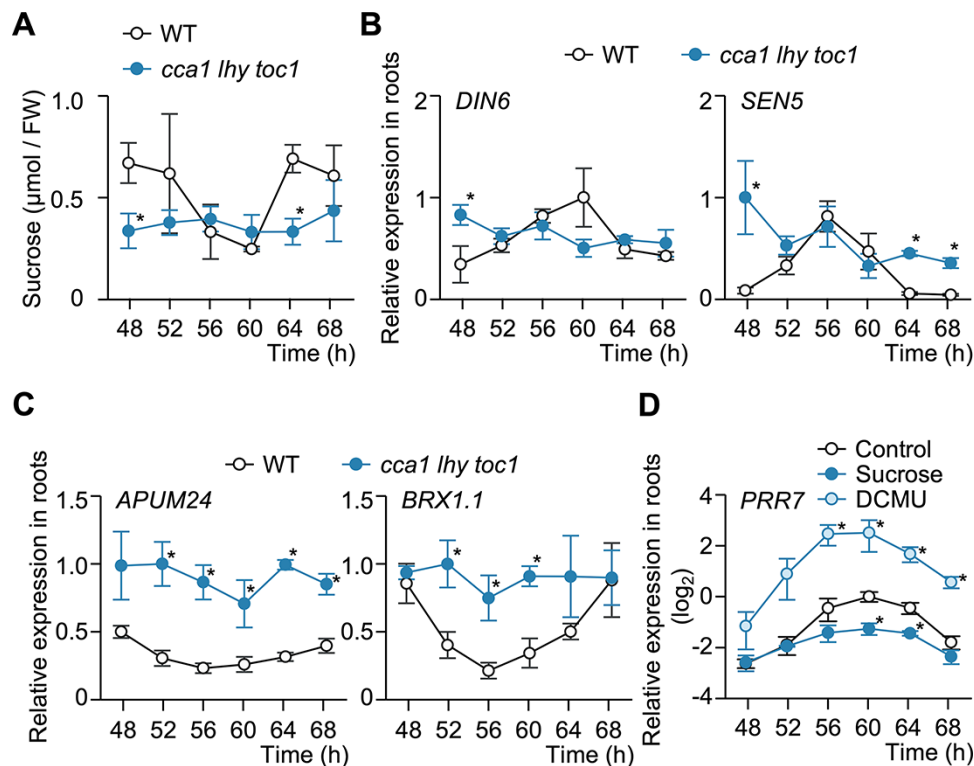 A
WT
cca1 lhy toc1
Sucrose (µmol / FW)
1.0
0.5
0
48 52 56 60 64 68
Time (h)
*
*
B
WT
cca1 lhy toc1
Relative expression in roots
DIN6
2
1
0
48 52 56 60 64 68
Time (h)
*
SEN5
2
1
0
48 52 56 60 64 68
Time (h)
*
*
*
C
WT
cca1 lhy toc1
Relative expression in roots
APUM24
1.5
1.0
0.5
0
48 52 56 60 64 68
Time (h)
*
*
*
*
*
BRX1.1
1.5
1.0
0.5
0
48 52 56 60 64 68
Time (h)
*
*
*
D
Control
Sucrose
DCMU
Relative expression in roots
(log2)
PRR7
4
2
0
-2
-4
48 52 56 60 64 68
Time (h)
*
*
*
*
*
*